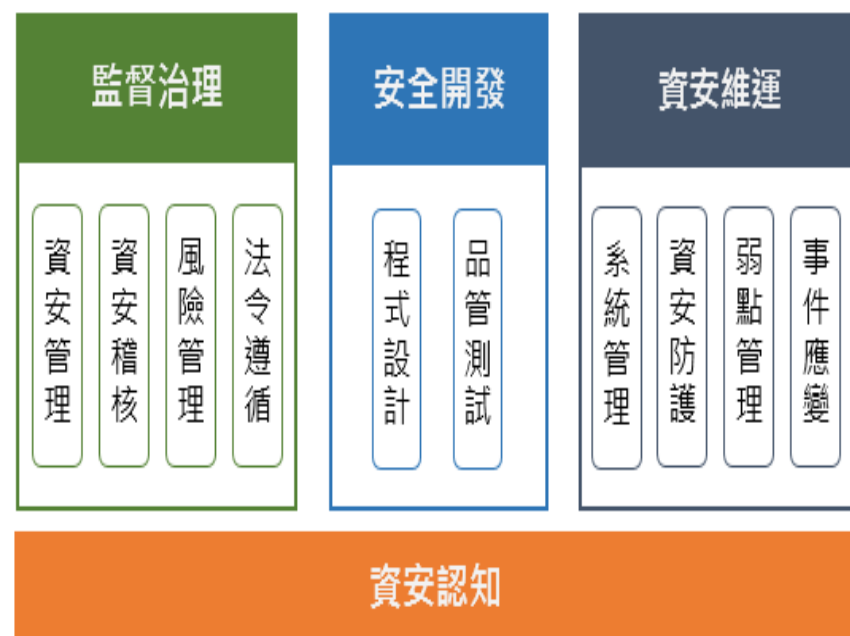 監督治理
資安管理
資安稽核
風險管理
法令遵循
安全開發
程式設計
品管測試
資安維運
系統管理
資安防護
弱點管理
事件應變
資安認知